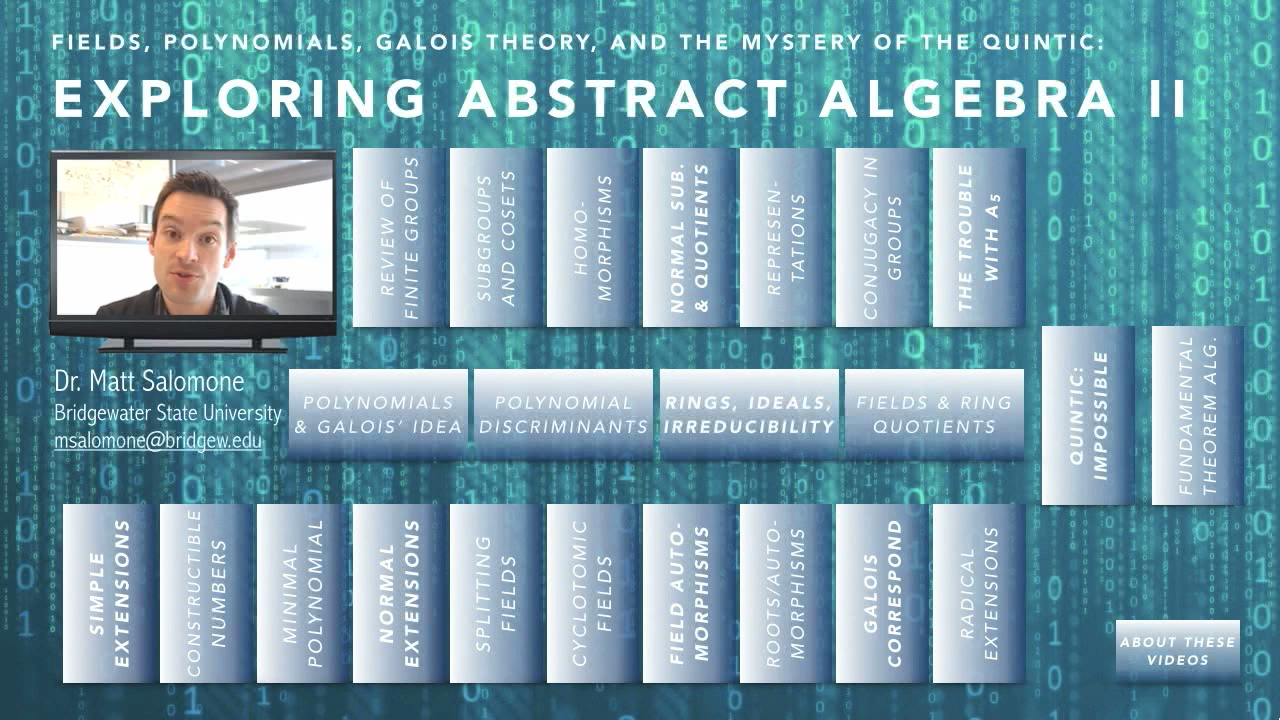 FIELDS, POLYNOMIALS, GALOIS THEORY, AND THE MYSTERY OF THE QUINTIC:
EXPLORING ABSTRACT ALGEBRA II
REVIEW OF
FINITE GROUPS
SUBGROUPS
AND COSETS
HOMO-
MORPHISMS
NORMAL SUB.
& QUOTIENTS
REPRESEN-
TATIONS
CONJUGACY IN
GROUPS
THE TROUBLE
WITH A5
Dr. Matt Salomone
Bridgewater State University
msalomone@bridgew.edu
POLYNOMIALS
& GALOIS’ IDEA
POLYNOMIAL
DISCRIMINANTS
RINGS, IDEALS,
IRREDUCIBILITY
FIELDS & RING
QUOTIENTS
QUINTIC:
IMPOSSIBLE
FUNDAMENTAL
THEOREM ALG.
SIMPLE
EXTENSIONS
CONSTRUCTIBLE
NUMBERS
MINIMAL
POLYNOMIAL
NORMAL
EXTENSIONS
SPLITTING
FIELDS
CYCLOTOMIC
FIELDS
FIELD AUTO-
MORPHISMS
ROOTS/AUTO-
MORPHISMS
GALOIS
CORRESPOND
RADICAL
EXTENSIONS
ABOUT THESE
VIDEOS